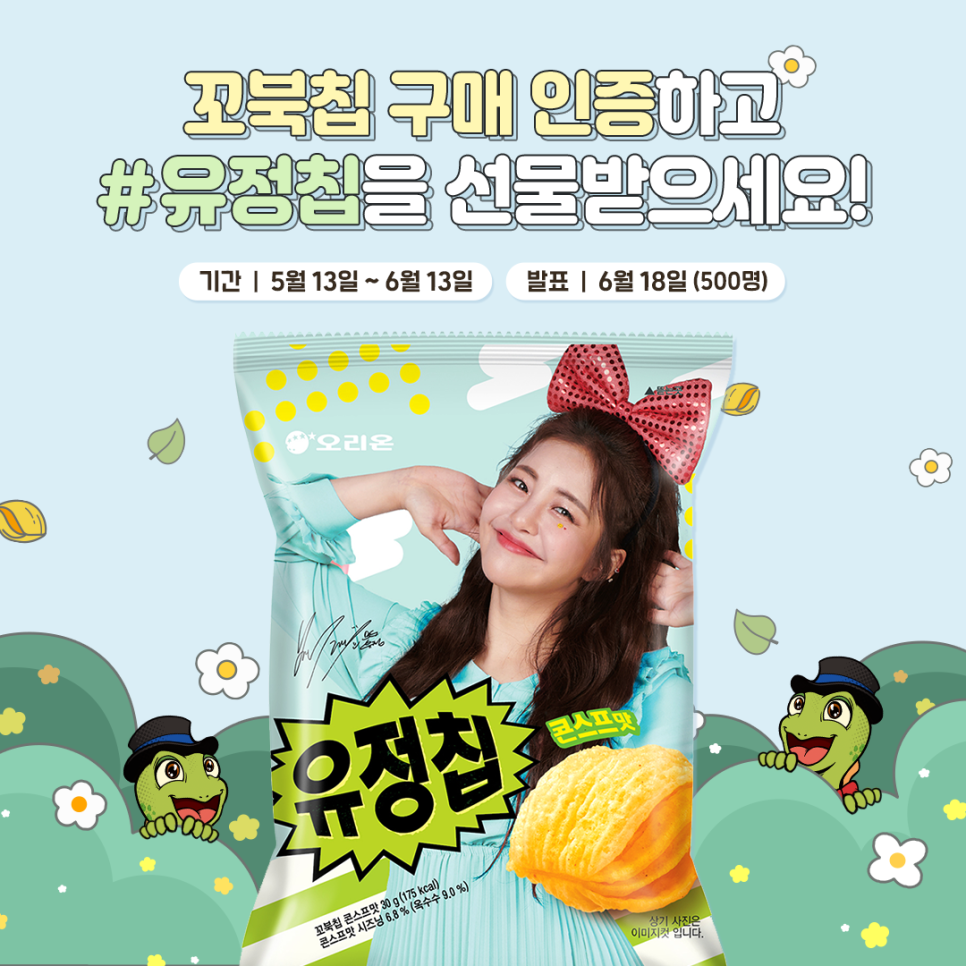 꼬북칩 구매 인증하고
#유정칩을 선물받으세요!
기간 | 5월 13일 ~ 6월 13일
발표 | 6월 18일 (500명)
오리온
유정칩
콘스프맛
꼬북칩 콘스프맛 30 g (175 kcal)
콘스프맛 시즈닝 6.8 % (옥수수 9.0 %)
상기 사진은
이미지컷 입니다.